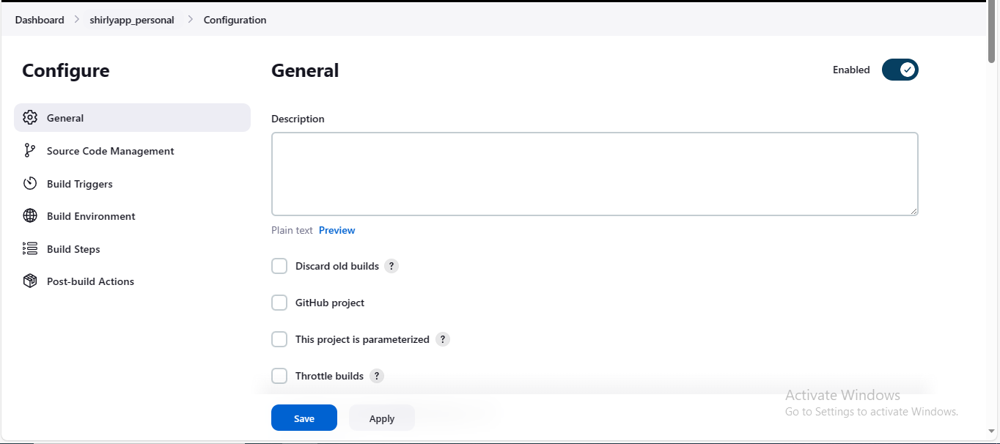 Dashboard > shirlyapp_personal > Configuration
Configure
General
Source Code Management
Build Triggers
Build Environment
Build Steps
Post-build Actions
General
Enabled
Description
Plain text Preview
Discard old builds ?
GitHub project
This project is parameterized ?
Throttle builds ?
Save Apply
Activate Windows
Go to Settings to activate Windows.